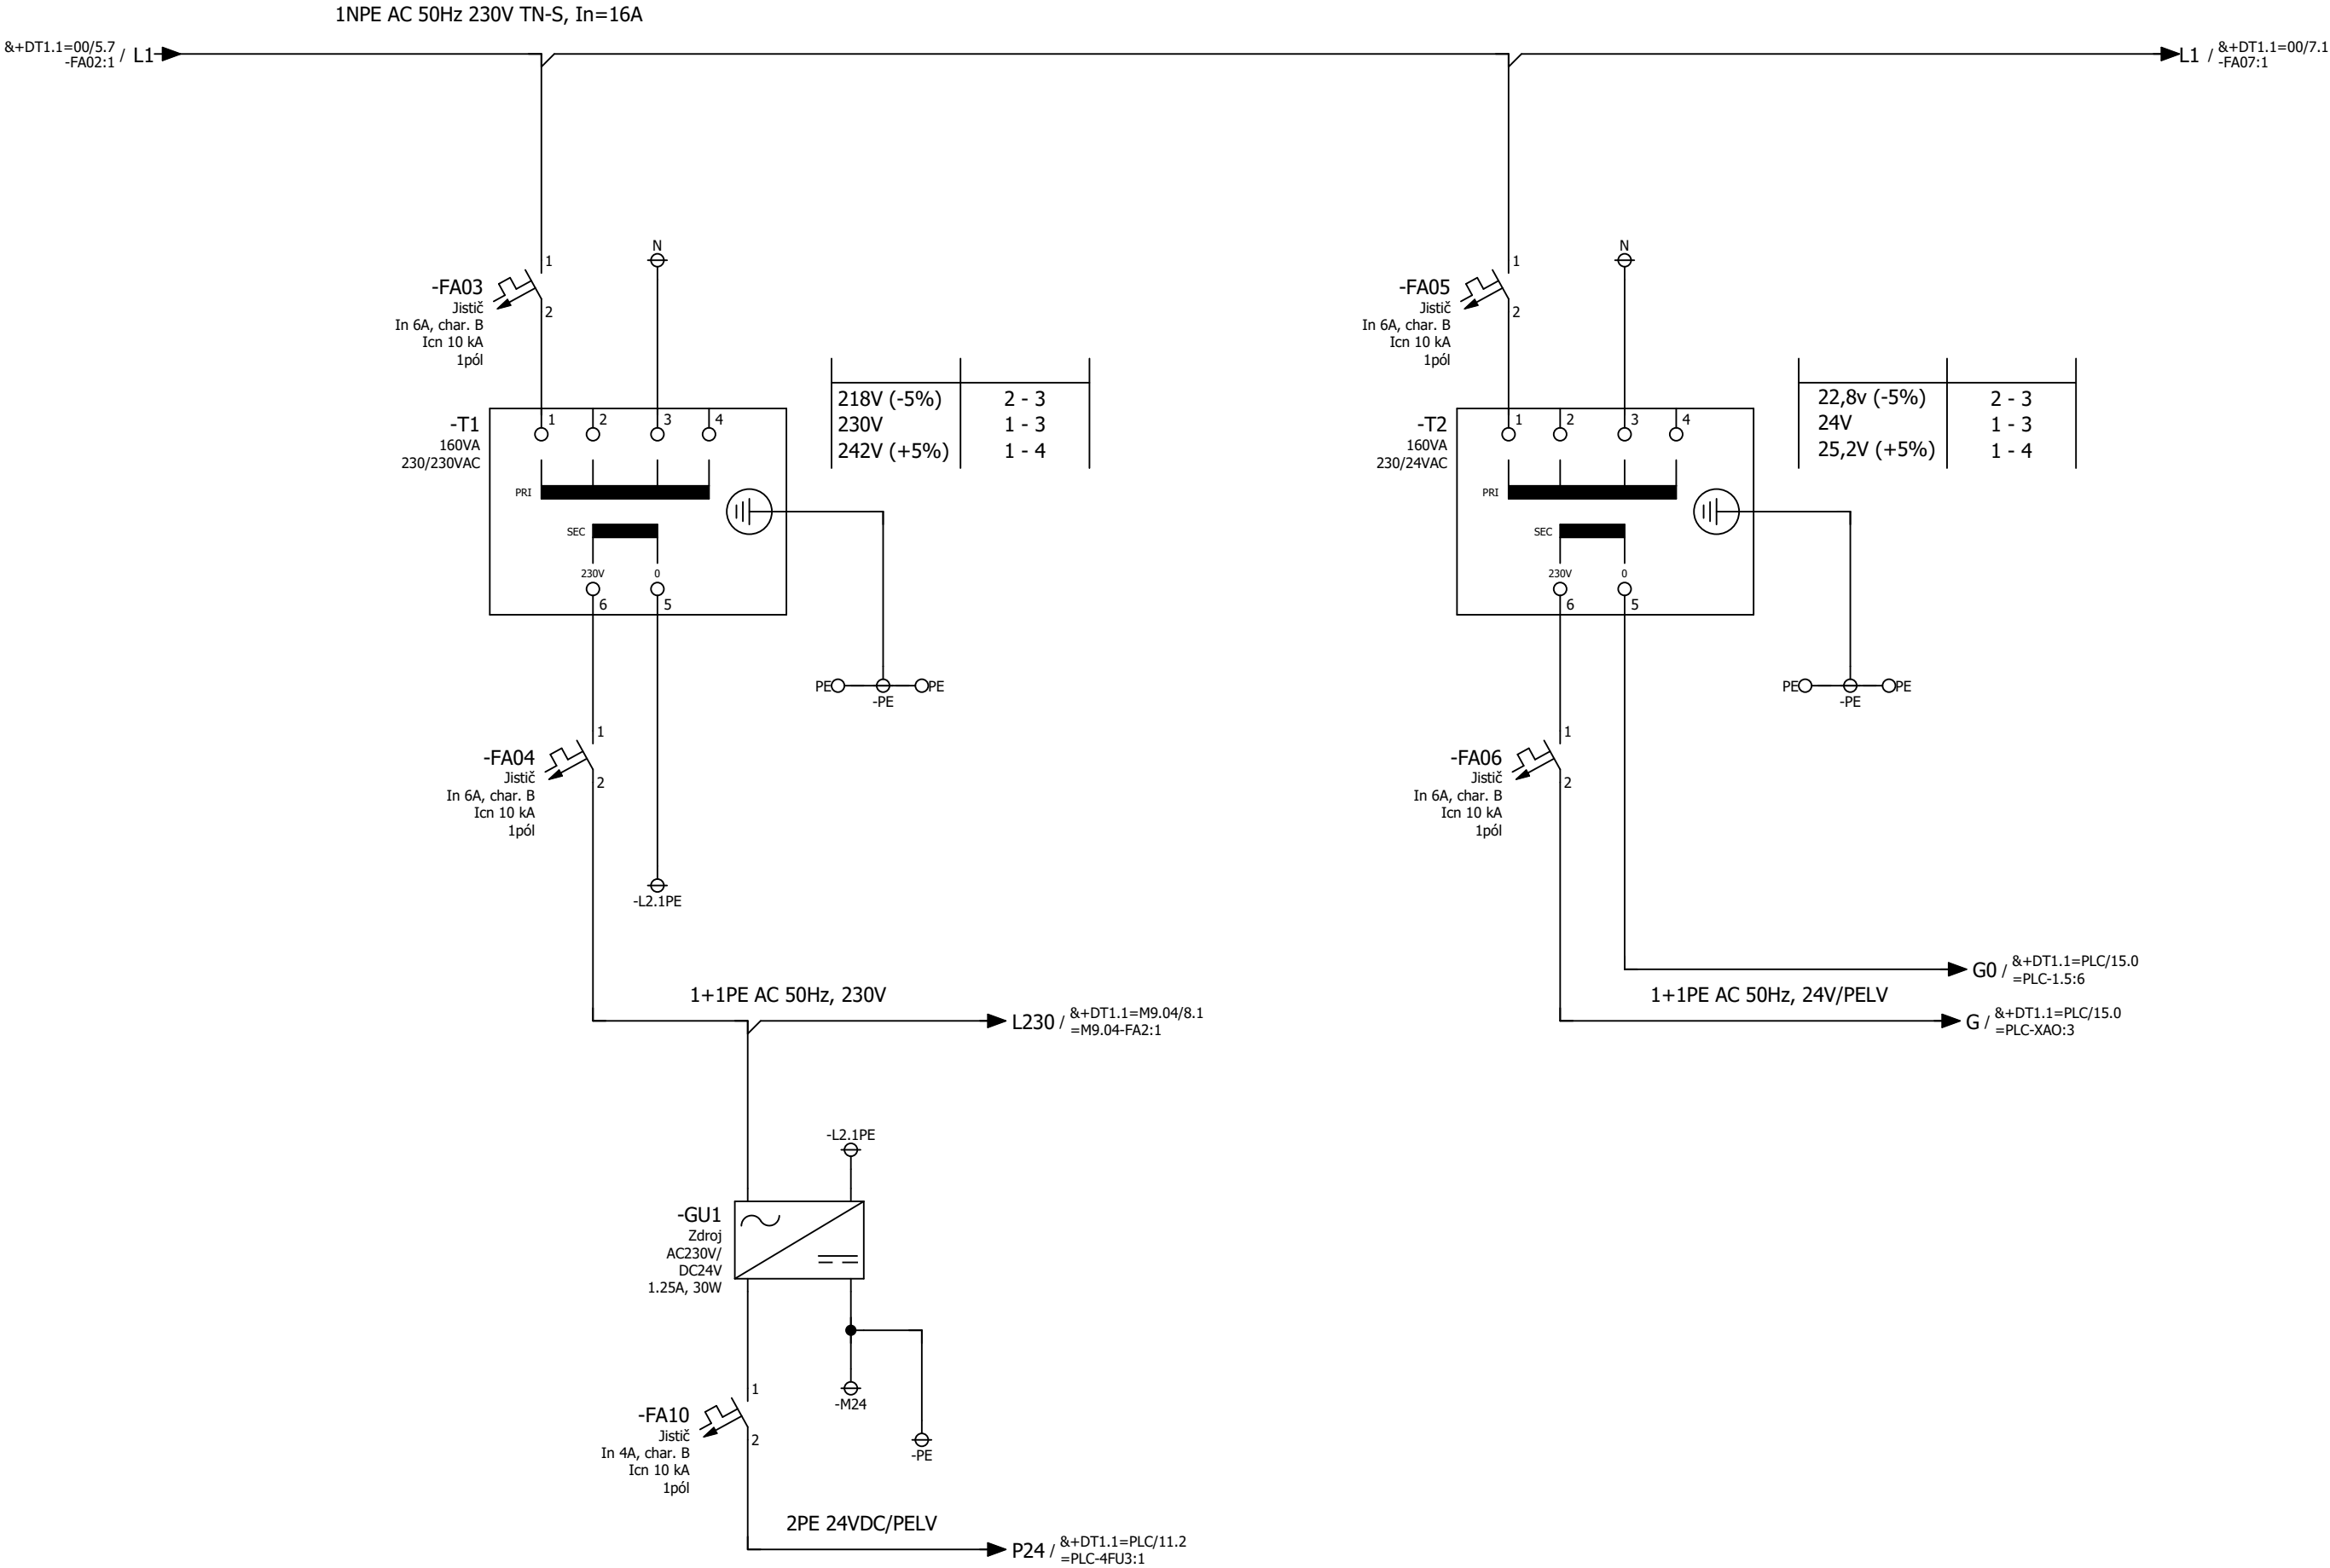 1NPE AC 50Hz 230V TN-S, In=16A
&+DT1.1=00/5.7
-FA02:1
/ L1
L1 /
&+DT1.1=00/7.1
-FA07:1
1
-FA03
Jistič
2
In 6A, char. B
Icn 10 kA
1pól
N
1
-FA05
Jistič
2
In 6A, char. B
Icn 10 kA
1pól
N
-T1
160VA
230/230VAC
1 2 3 4
PRI
SEC
230V 0
6 5
218V (-5%) 2 - 3
230V 1 - 3
242V (+5%) 1 - 4
PE PE
-PE
-T2
160VA
230/24VAC
1 2 3 4
PRI
SEC
230V 0
6 5
22,8v (-5%) 2 - 3
24V 1 - 3
25,2V (+5%) 1 - 4
PE PE
-PE
1
-FA04
Jistič
2
In 6A, char. B
Icn 10 kA
1pól
-L2.1PE
1
-FA06
Jistič
2
In 6A, char. B
Icn 10 kA
1pól
G0 /
&+DT1.1=PLC/15.0
=PLC-1.5:6
1+1PE AC 50Hz, 230V
L230 /
&+DT1.1=M9.04/8.1
=M9.04-FA2:1
1+1PE AC 50Hz, 24V/PELV
G /
&+DT1.1=PLC/15.0
=PLC-XAO:3
-L2.1PE
-GU1
Zdroj
AC230V/
DC24V
1.25A, 30W
-M24
-PE
1
-FA10
Jistič
2
In 4A, char. B
Icn 10 kA
1pól
2PE 24VDC/PELV
P24 /
&+DT1.1=PLC/11.2
=PLC-4FU3:1